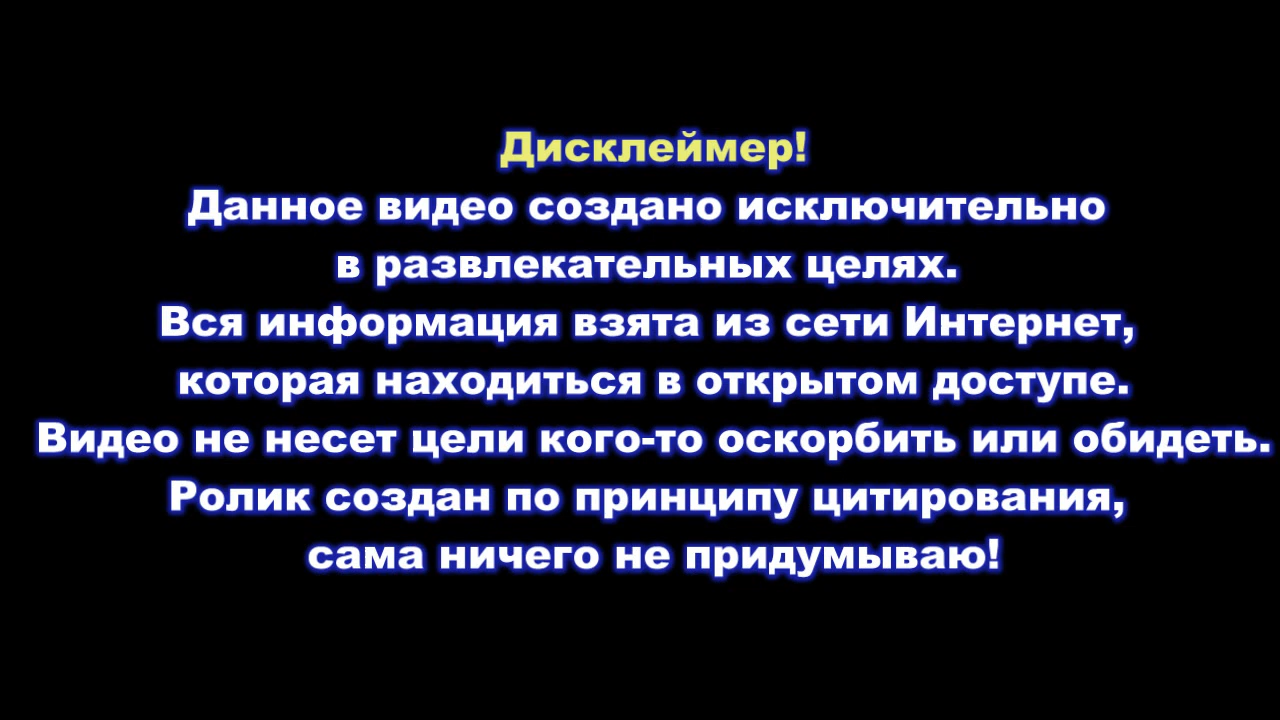 Дисклеймер!
Данное видео создано исключительно
в развлекательных целях.
Вся информация взята из сети Интернет,
которая находиться в открытом доступе.
Видео не несет цели кого-то оскорбить или обидеть.
Ролик создан по принципу цитирования,
сама ничего не придумываю!